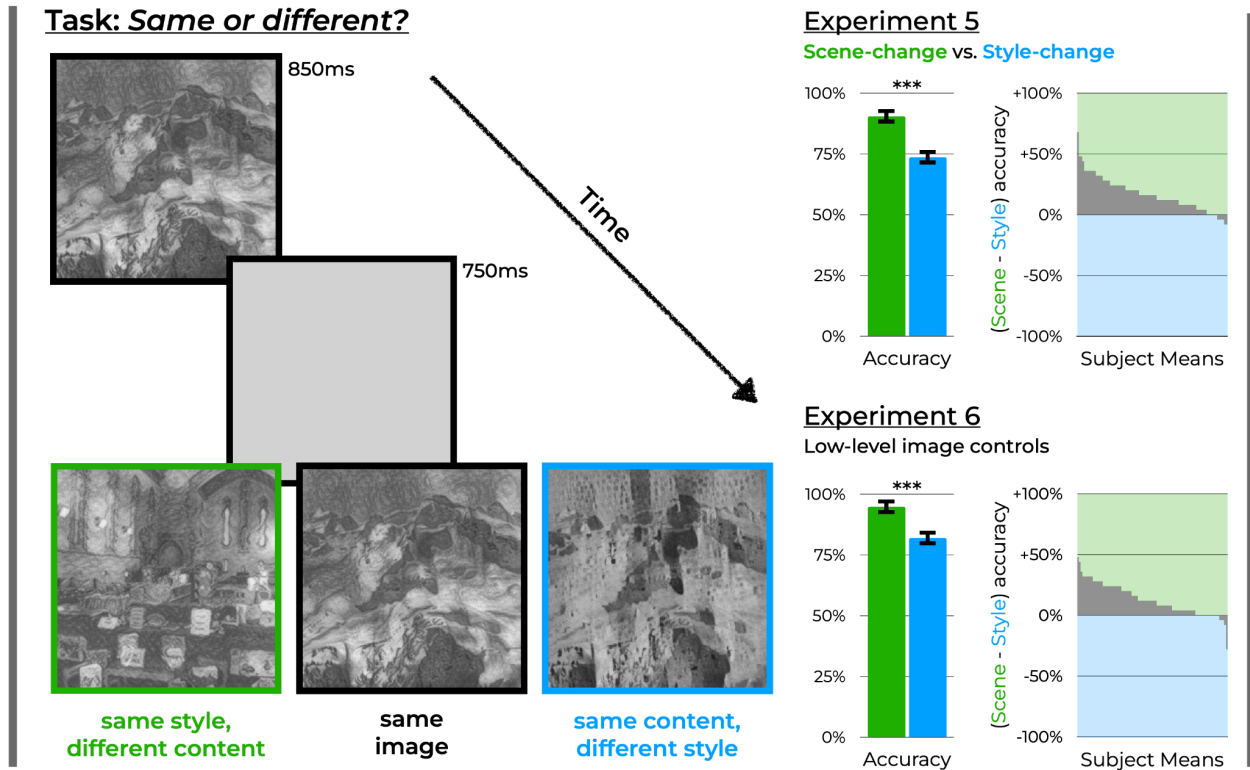 Task: Same or different?
850ms
750ms
Time
same style,
different content
same
image
same content,
different style
Experiment 5
Scene-change vs. Style-change
***
100%
75%
50%
25%
0%
Accuracy
(Scene - Style) accuracy
+100%
+50%
0%
-50%
-100%
Subject Means
Experiment 6
Low-level image controls
***
100%
75%
50%
25%
0%
Accuracy
(Scene - Style) accuracy
+100%
+50%
0%
-50%
-100%
Subject Means